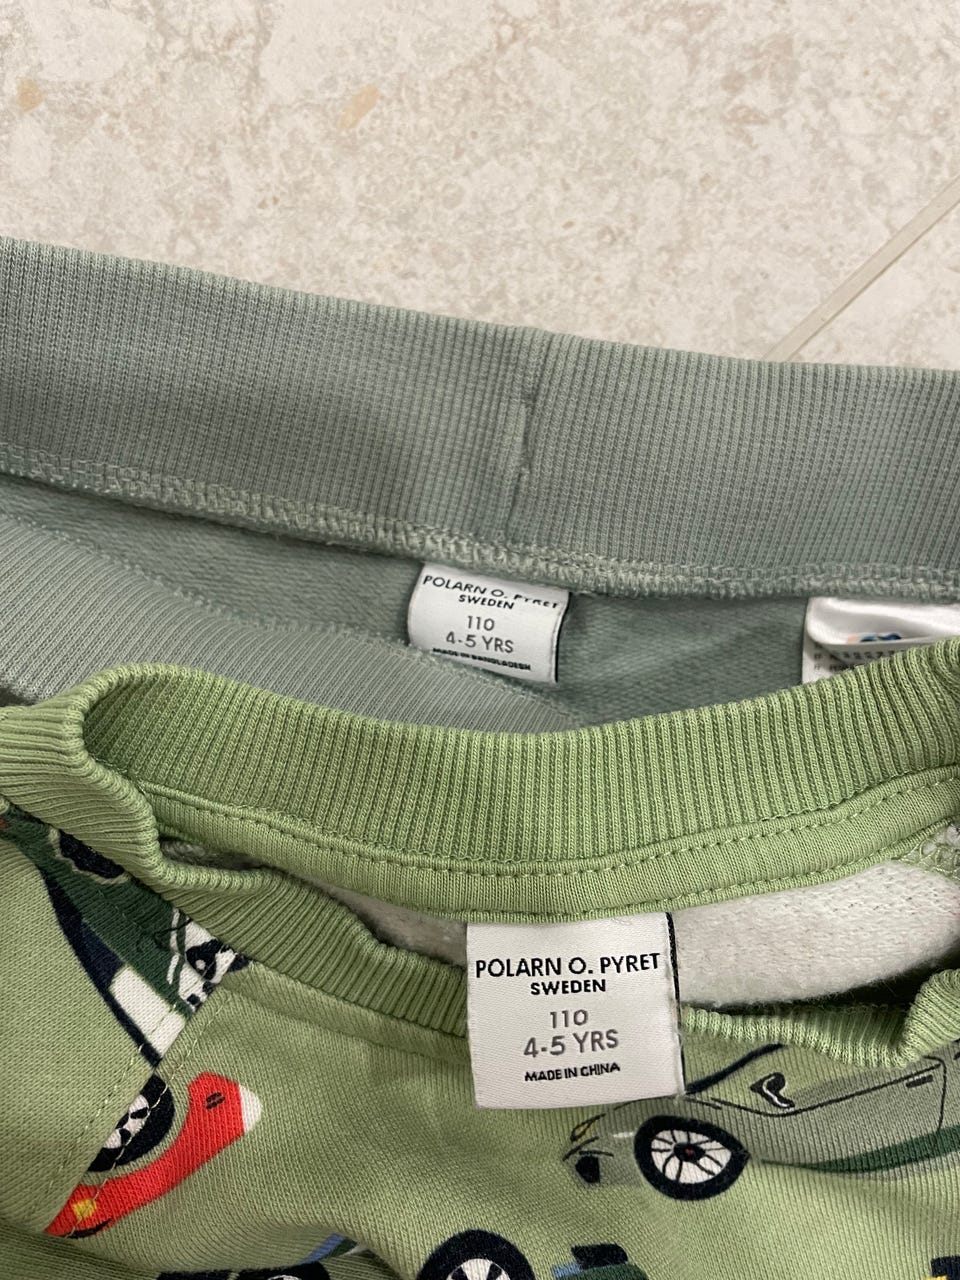 POLARN O. PYRET
SWEDEN
110
4-5 YRS
MADE IN BANGLADESH
POLARN O. PYRET
SWEDEN
110
4-5 YRS
MADE IN CHINA